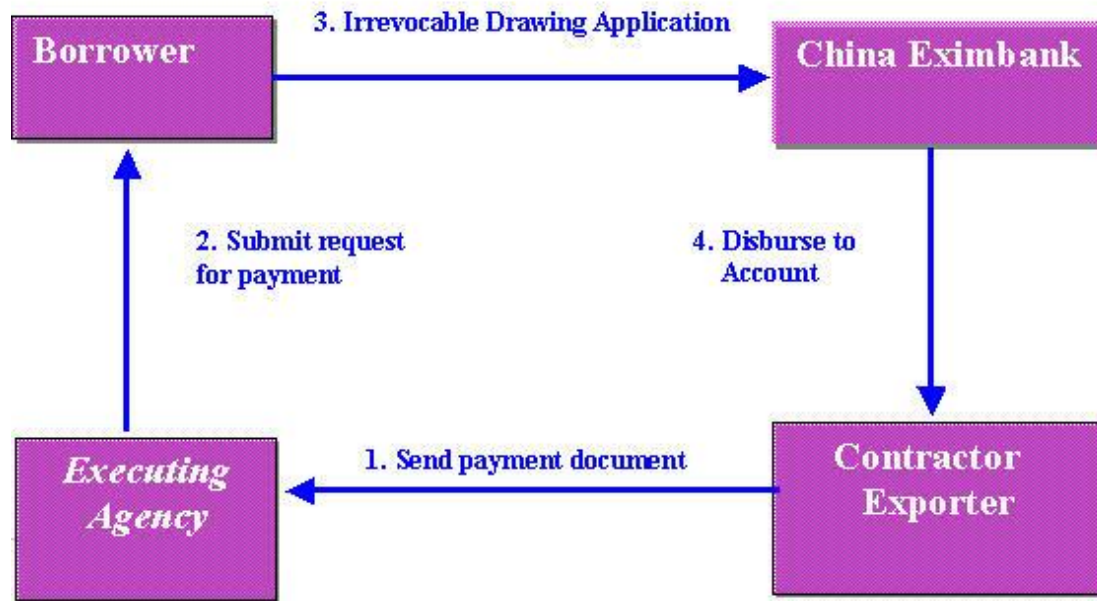 3. Irrevocable Drawing Application
Borrower
China Eximbank
2. Submit request
for payment
4. Disburse to
Account
Executing
Agency
1. Send payment document
Contractor
Exporter